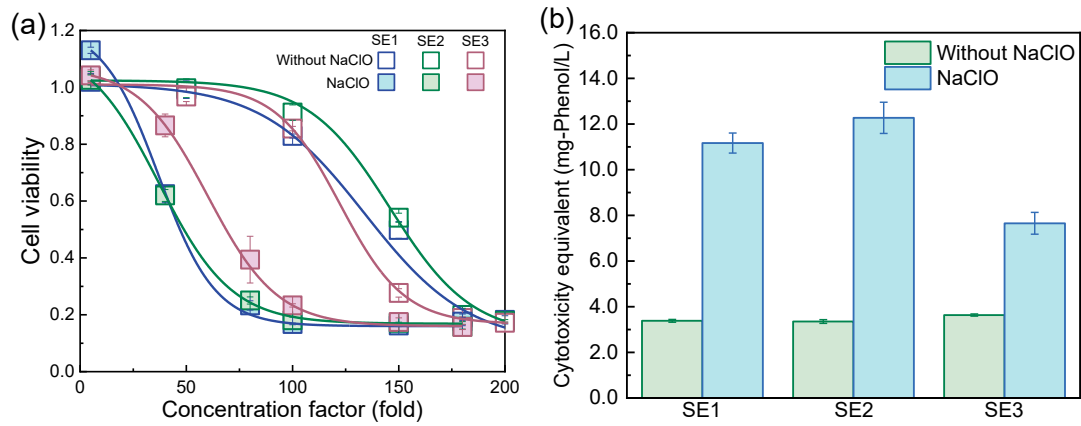 (a)
SE1 SE2 SE3
Without NaClO
NaClO
Cell viability
1.2
1.0
0.8
0.6
0.4
0.2
0.0
0 50 100 150 200
Concentration factor (fold)
(b)
Without NaClO
NaClO
Cytotoxicity equivalent (mg-Phenol/L)
16.0
14.0
12.0
10.0
8.0
6.0
4.0
2.0
0.0
SE1 SE2 SE3